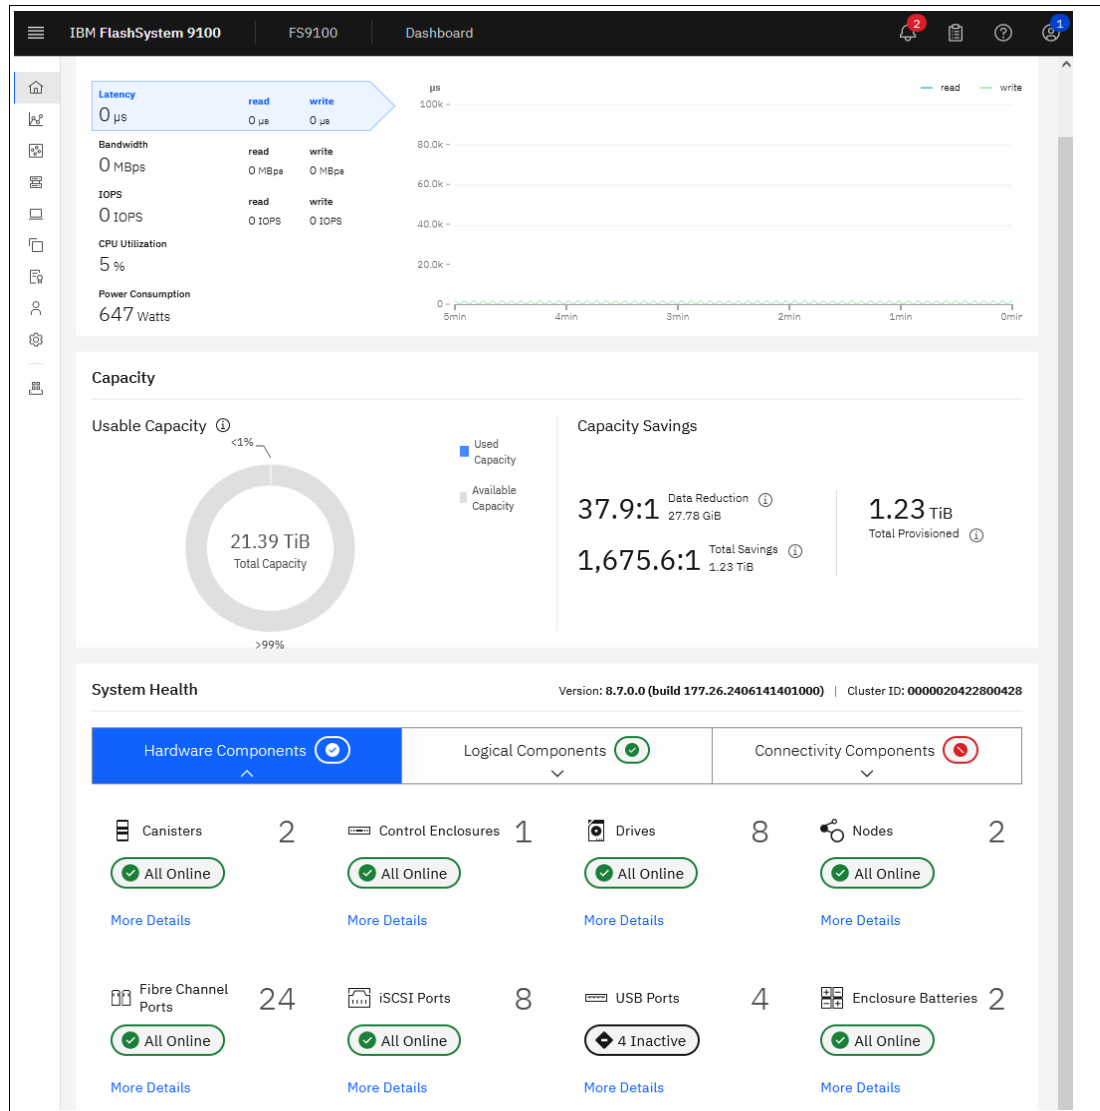 IBM FlashSystem 9100 FS9100 Dashboard 2 1
Latency read write
0 µs 0 µs 0 µs
Bandwidth read write
0 MBps 0 MBps 0 MBps
IOPS read write
0 IOPS 0 IOPS 0 IOPS
CPU Utilization
5 %
Power Consumption
647 Watts
µs read write
100k
80.0k
60.0k
40.0k
20.0k
0
5min 4min 3min 2min 1min 0min
Capacity
Usable Capacity
<1%
21.39 TiB
Total Capacity
>99%
Used
Capacity
Available
Capacity
Capacity Savings
37.9:1 Data Reduction
27.78 GiB
1,675.6:1 Total Savings
1.23 TiB
1.23 TiB
Total Provisioned
System Health Version: 8.7.0.0 (build 177.26.2406141401000) | Cluster ID: 0000020422800428
Hardware Components Logical Components Connectivity Components
Canisters 2 Control Enclosures 1 Drives 8 Nodes 2
All Online All Online All Online All Online
More Details More Details More Details More Details
Fibre Channel
Ports 24 iSCSI Ports 8 USB Ports 4 Enclosure Batteries 2
All Online All Online 4 Inactive All Online
More Details More Details More Details More Details